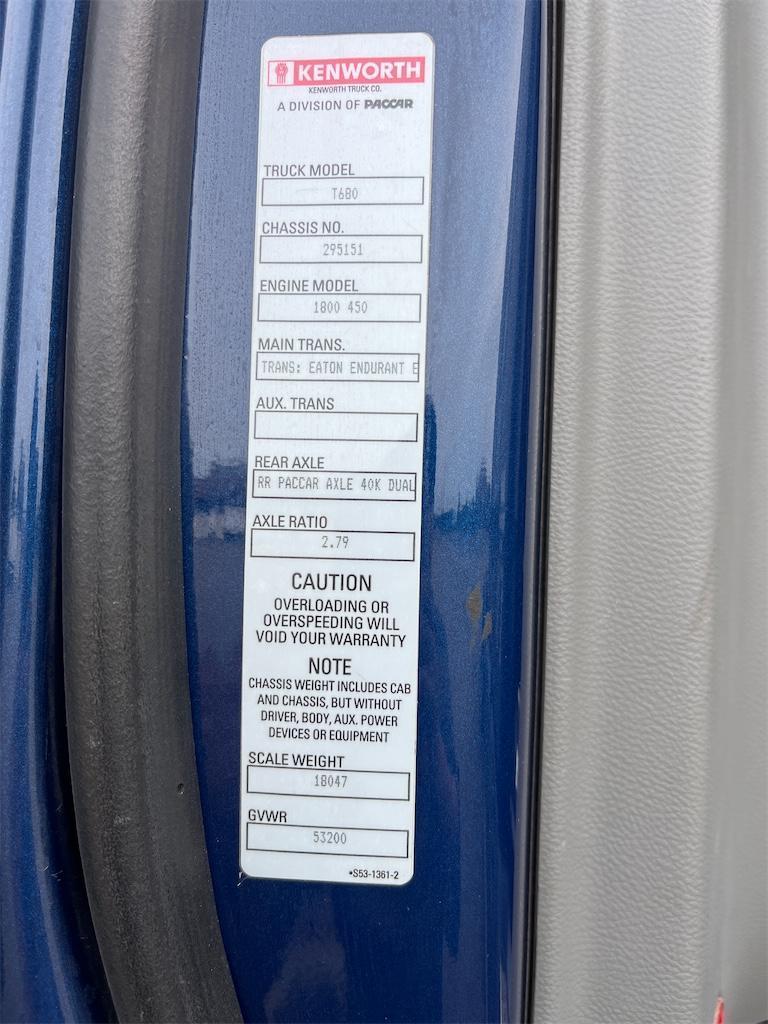 KENWORTH
KENWORTH TRUCK CO.
A DIVISION OF PACCAR
TRUCK MODEL
T680
CHASSIS NO.
295151
ENGINE MODEL
1800 450
MAIN TRANS.
TRANS: EATON ENDURANT E
AUX. TRANS
REAR AXLE
RR PACCAR AXLE 40K DUAL
AXLE RATIO
2.79
CAUTION
OVERLOADING OR
OVERSPEEDING WILL
VOID YOUR WARRANTY
NOTE
CHASSIS WEIGHT INCLUDES CAB
AND CHASSIS, BUT WITHOUT
DRIVER, BODY, AUX. POWER
DEVICES OR EQUIPMENT
SCALE WEIGHT
18047
GVWR
53200
•S53-1361-2